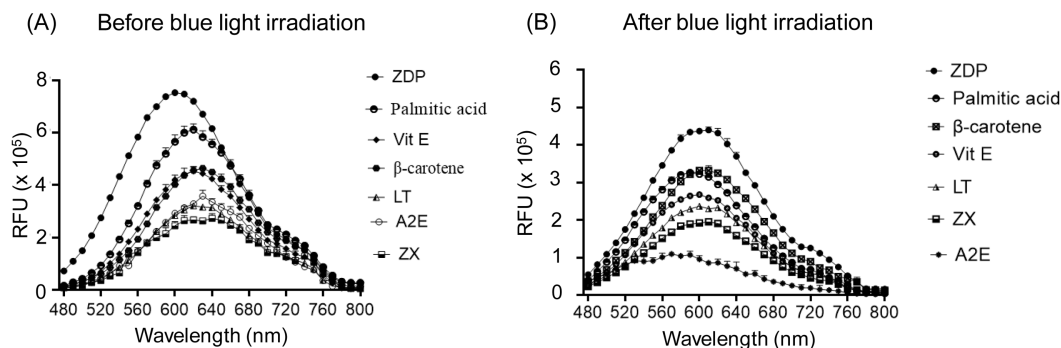 (A) Before blue light irradiation
RFU (x 10⁵)
8
6
4
2
0
480 520 560 600 640 680 720 760 800
Wavelength (nm)
ZDP
Palmitic acid
Vit E
β-carotene
LT
A2E
ZX
(B) After blue light irradiation
RFU (x 10⁵)
6
5
4
3
2
1
0
480 520 560 600 640 680 720 760 800
Wavelength (nm)
ZDP
Palmitic acid
β-carotene
Vit E
LT
ZX
A2E